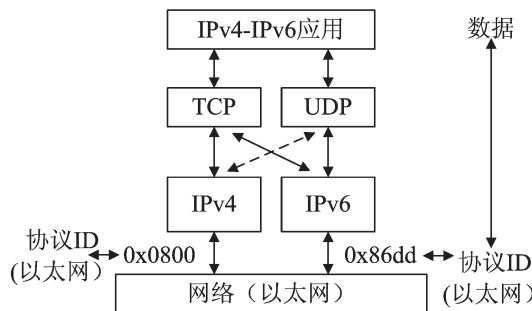 IPv4-IPv6应用
数据
TCP
UDP
IPv4
IPv6
协议ID
(以太网)
0x0800
0x86dd
协议ID
(以太网)
网络（以太网）